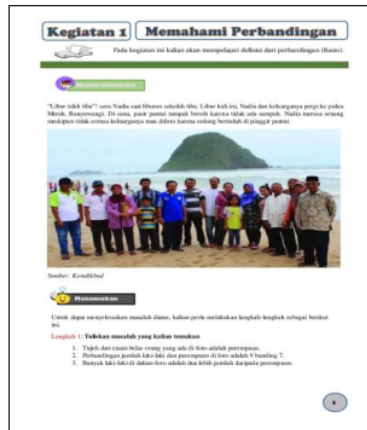 Kegiatan 1
Memahami Perbandingan
Pada kegiatan ini kalian akan mempelajari definisi dari perbandingan (Rasio).
"Libur telah tiba"! seru Nadia saat liburan sekolah tiba. Libur kali ini, Nadia dan keluarganya pergi ke pulau
Merah, Banyuwangi. Di sana, pasir pantai tampak bersih karena tidak ada sampah. Nadia merasa senang
meskipun tidak semua keluarganya mau difoto karena sedang berteduh di pinggir pantai.
Sumber: Kemdikbud
Menemukan
Untuk dapat menyelesaikan masalah diatas, kalian perlu melakukan langkah-langkah sebagai berikut
ini.
Langkah 1: Tuliskan masalah yang kalian temukan
1. Tujuh dari enam belas orang yang ada di foto adalah perempuan.
2. Perbandingan jumlah laki-laki dan perempuan di foto adalah 9 banding 7.
3. Banyak laki-laki di dalam foto adalah dua lebih jumlah daripada perempuan.